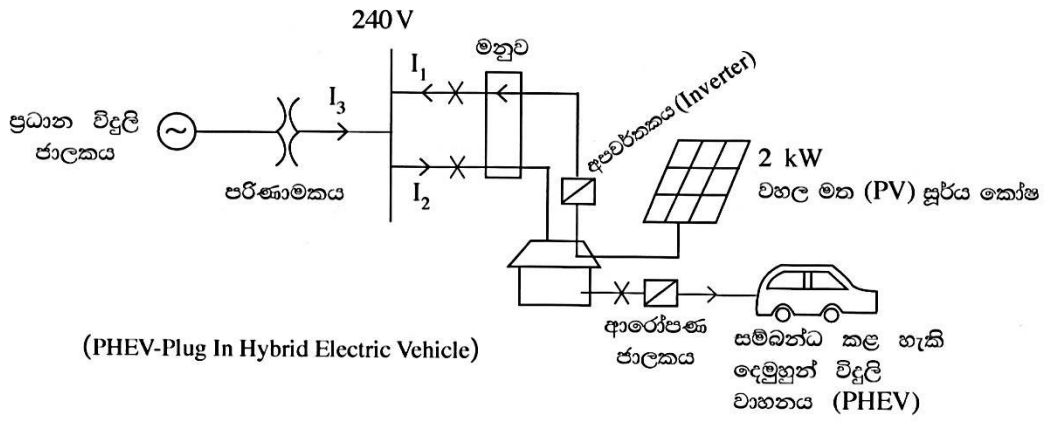 240 V
මනුව
I₁
අපවර්තකය (Inverter)
I₃
ප්‍රධාන විදුලි
ජාලකය
පරිණාමකය
I₂
2 kW
වහල මත (PV) සූර්ය කෝෂ
ආරෝපණ
ජාලකය
සම්බන්ධ කළ හැකි
දෙමුහුන් විදුලි
වාහනය (PHEV)
(PHEV-Plug In Hybrid Electric Vehicle)